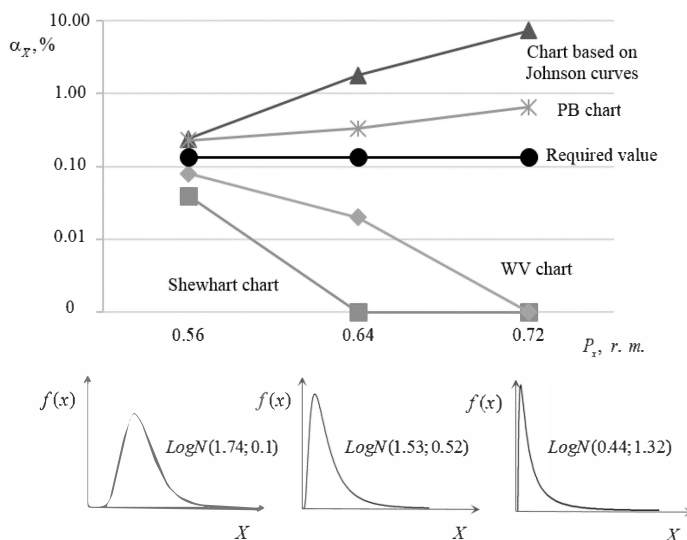 10.00
α_X̄, %
Chart based on
Johnson curves
1.00
PB chart
Required value
0.10
0.01
Shewhart chart
WV chart
0
0.56 0.64 0.72
P_x, r. m.
f(x) f(x) f(x)
LogN(1.74; 0.1) LogN(1.53; 0.52) LogN(0.44; 1.32)
X X X